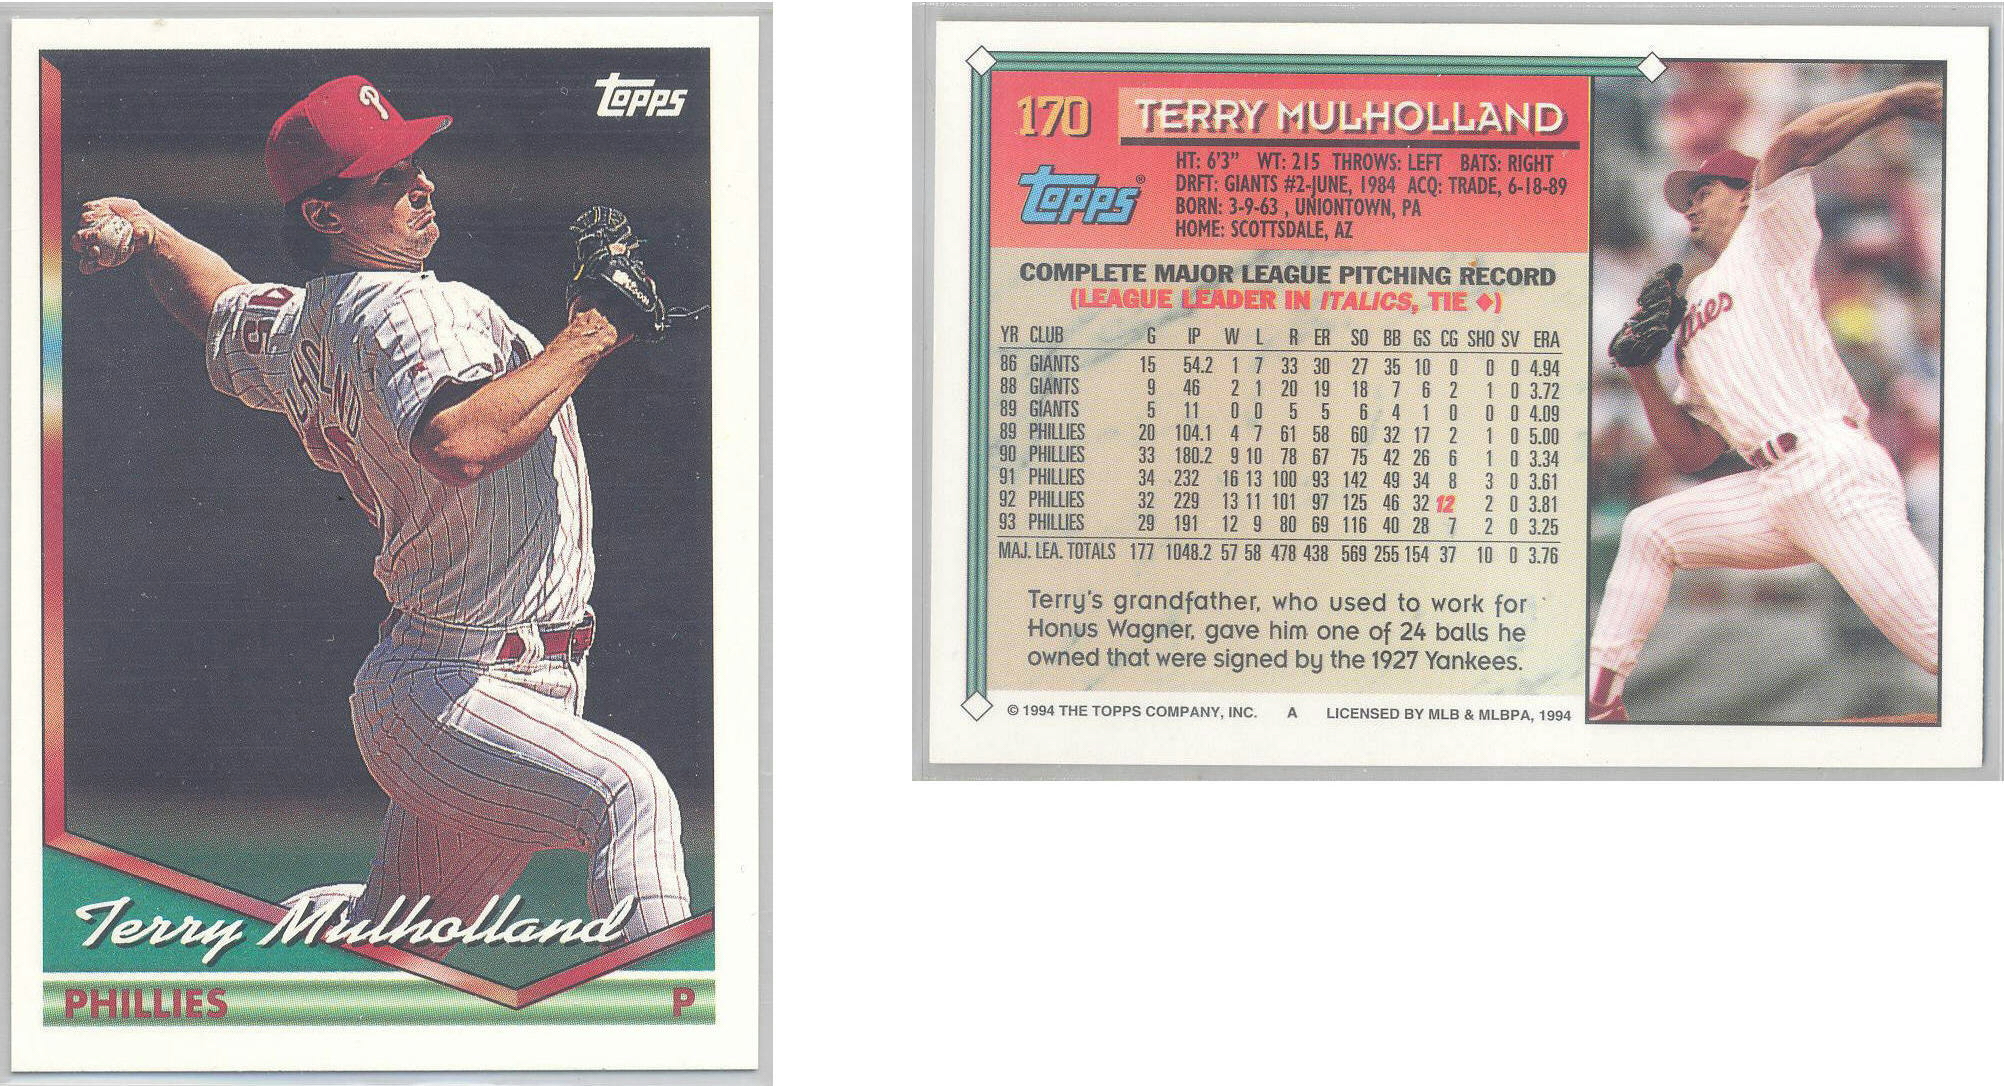 Topps
Wilson
Terry Mulholland
PHILLIES P
170 TERRY MULHOLLAND
Topps®
HT: 6'3" WT: 215 THROWS: LEFT BATS: RIGHT
DRFT: GIANTS #2-JUNE, 1984 ACQ: TRADE, 6-18-89
BORN: 3-9-63 , UNIONTOWN, PA
HOME: SCOTTSDALE, AZ
COMPLETE MAJOR LEAGUE PITCHING RECORD
(LEAGUE LEADER IN ITALICS, TIE ♦)
YR CLUB G IP W L R ER SO BB GS CG SHO SV ERA
86 GIANTS 15 54.2 1 7 33 30 27 35 10 0 0 0 4.94
88 GIANTS 9 46 2 1 20 19 18 7 6 2 1 0 3.72
89 GIANTS 5 11 0 0 5 5 6 4 1 0 0 0 4.09
89 PHILLIES 20 104.1 4 7 61 58 60 32 17 2 1 0 5.00
90 PHILLIES 33 180.2 9 10 78 67 75 42 26 6 1 0 3.34
91 PHILLIES 34 232 16 13 100 93 142 49 34 8 3 0 3.61
92 PHILLIES 32 229 13 11 101 97 125 46 32 12 2 0 3.81
93 PHILLIES 29 191 12 9 80 69 116 40 28 7 2 0 3.25
MAJ. LEA. TOTALS 177 1048.2 57 58 478 438 569 255 154 37 10 0 3.76
Terry's grandfather, who used to work for
Honus Wagner, gave him one of 24 balls he
owned that were signed by the 1927 Yankees.
© 1994 THE TOPPS COMPANY, INC. A LICENSED BY MLB & MLBPA, 1994